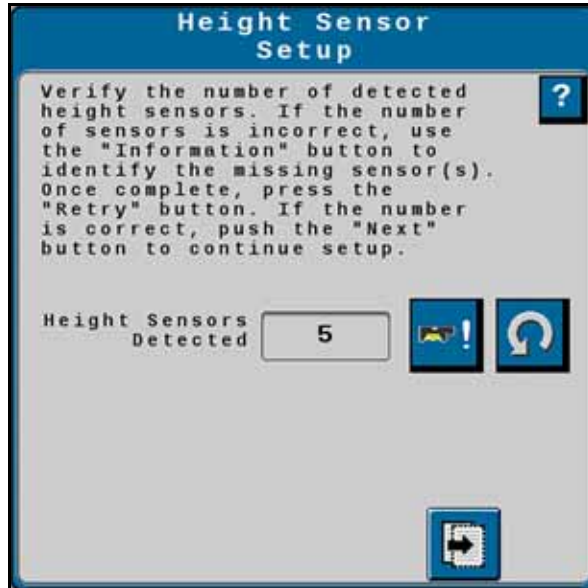 Height Sensor
Setup
Verify the number of detected
height sensors. If the number
of sensors is incorrect, use
the "Information" button to
identify the missing sensor(s).
Once complete, press the
"Retry" button. If the number
is correct, push the "Next"
button to continue setup.
?
Height Sensors
Detected
5
!